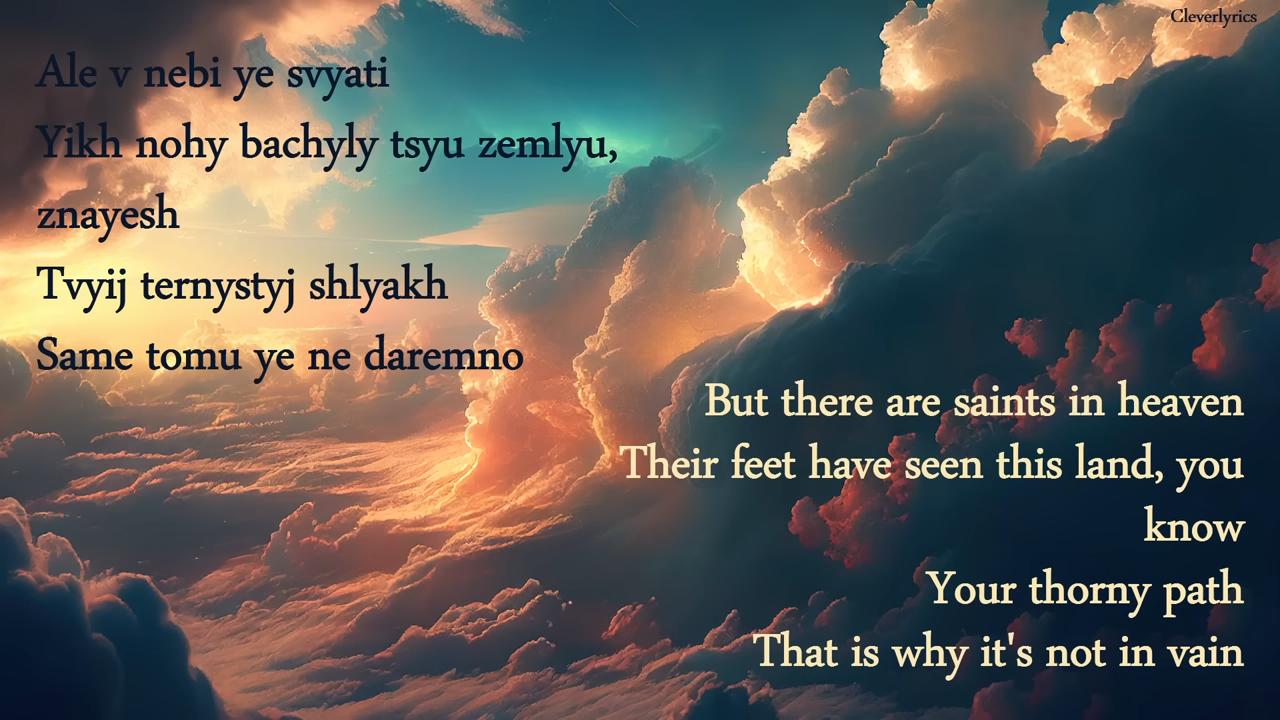 Cleverlyrics
Ale v nebi ye svyati
Yikh nohy bachyly tsyu zemlyu,
znayesh
Tvyij ternystyj shlyakh
Same tomu ye ne daremno
But there are saints in heaven
Their feet have seen this land, you
know
Your thorny path
That is why it's not in vain